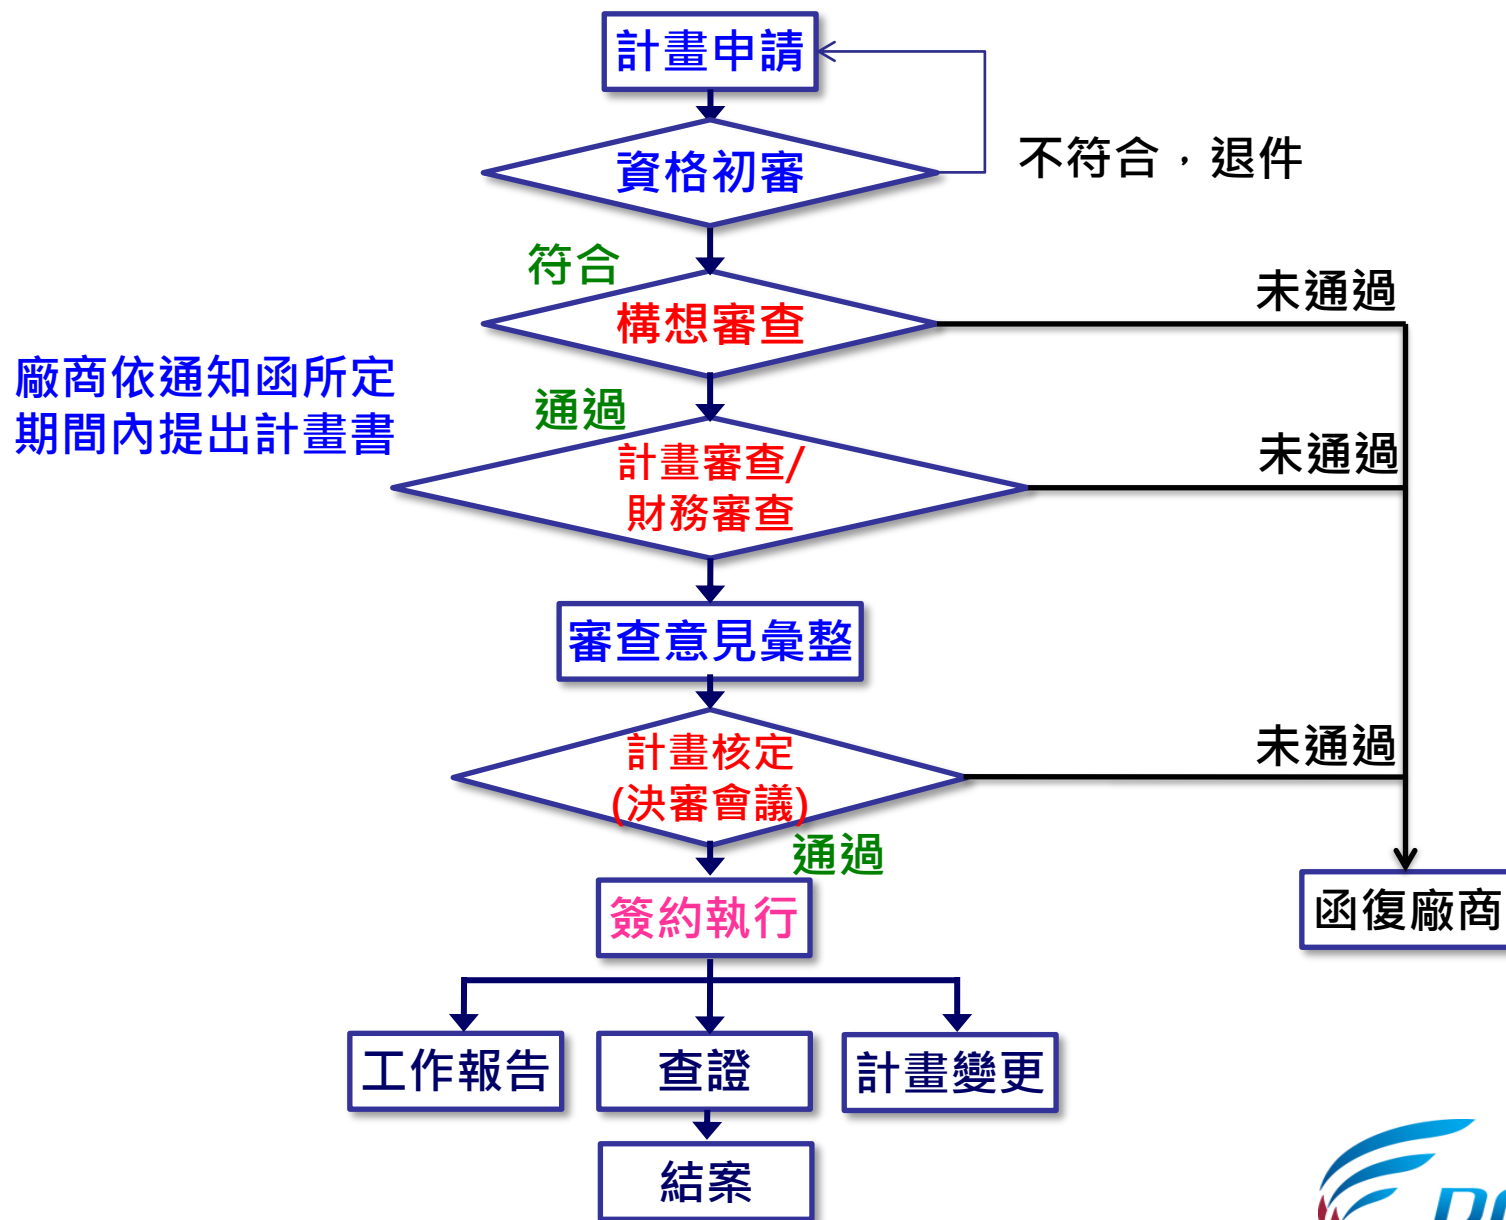 計畫申請
資格初審
不符合，退件
符合
構想審查
未通過
廠商依通知函所定
期間內提出計畫書
通過
計畫審查/
財務審查
未通過
審查意見彙整
計畫核定
(決審會議)
未通過
通過
簽約執行
函復廠商
工作報告
查證
計畫變更
結案